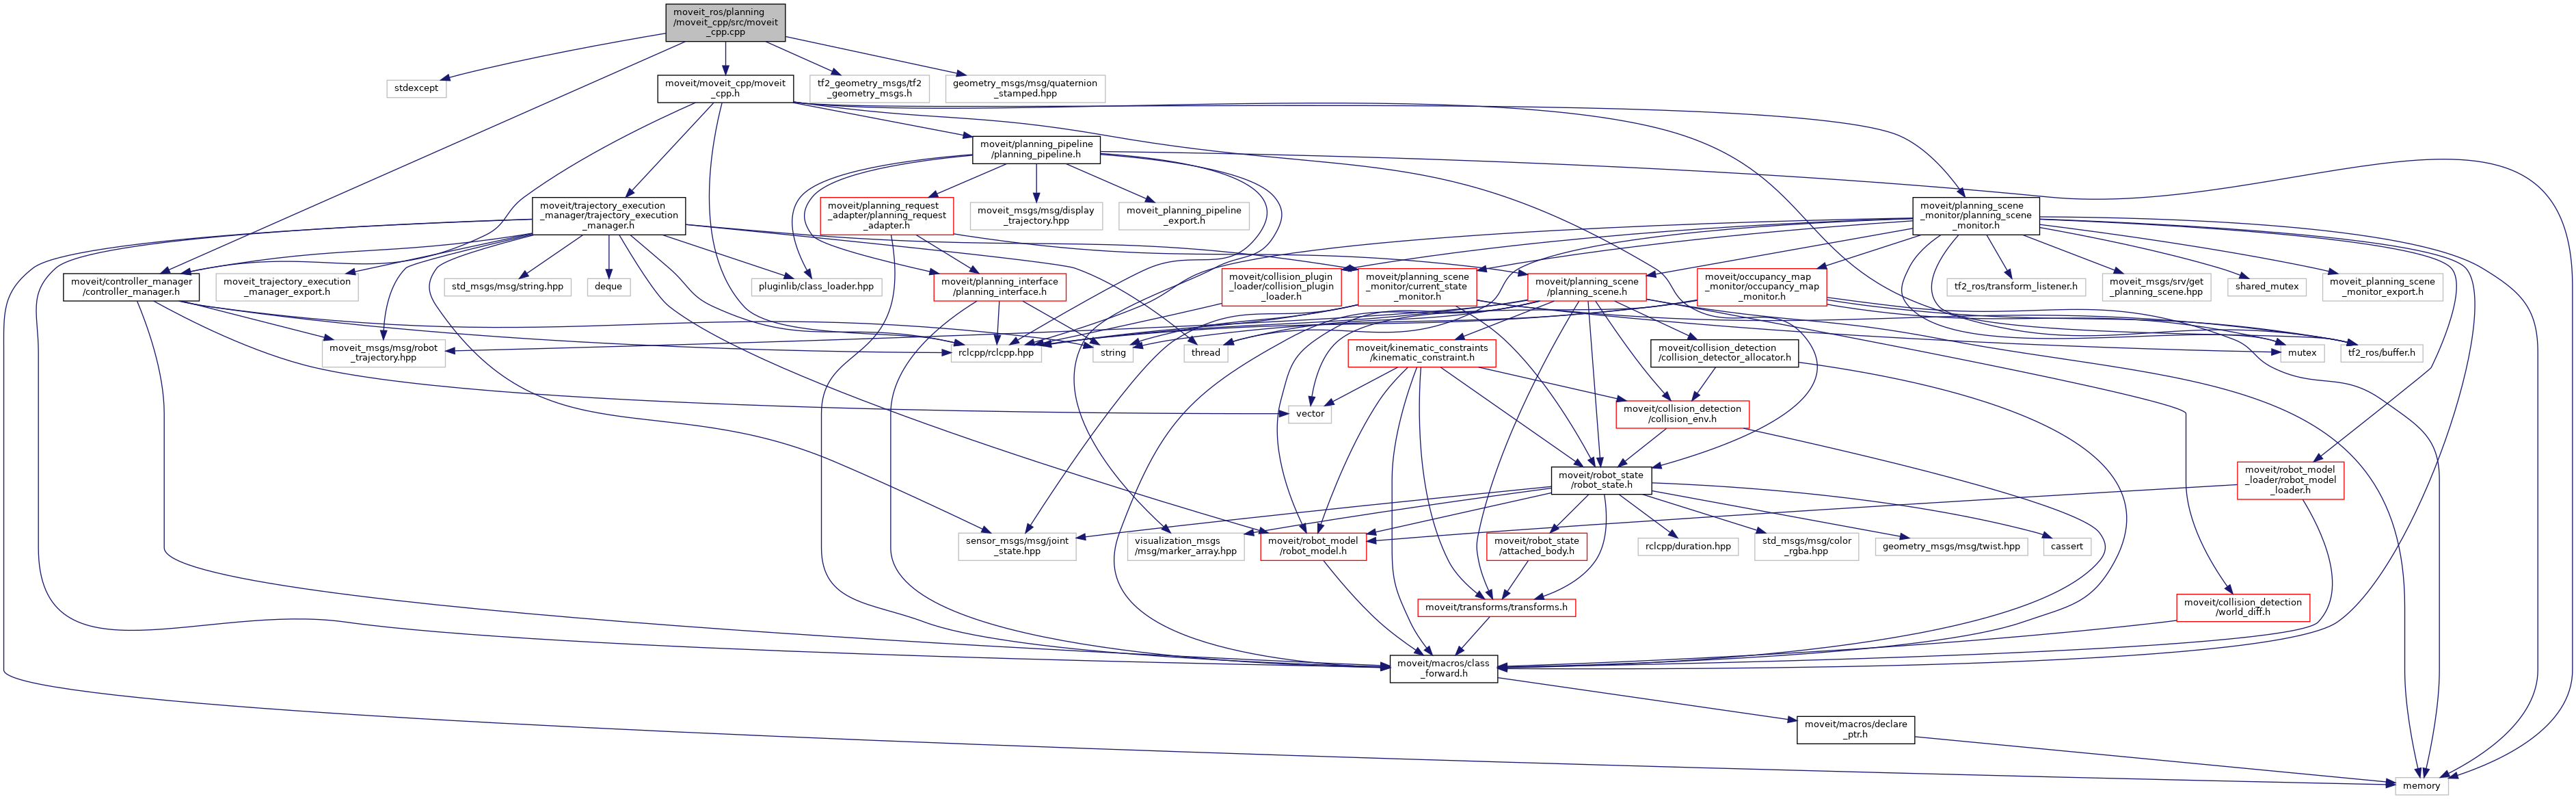 moveit_ros/planning
/moveit_cpp/src/moveit
_cpp.cpp
stdexcept
moveit/moveit_cpp/moveit
_cpp.h
tf2_geometry_msgs/tf2
_geometry_msgs.h
geometry_msgs/msg/quaternion
_stamped.hpp
moveit/planning_pipeline
/planning_pipeline.h
moveit/trajectory_execution
_manager/trajectory_execution
_manager.h
moveit/planning_request
_adapter/planning_request
_adapter.h
moveit_msgs/msg/display
_trajectory.hpp
moveit_planning_pipeline
_export.h
moveit/planning_scene
_monitor/planning_scene
_monitor.h
moveit/controller_manager
/controller_manager.h
moveit_trajectory_execution
_manager_export.h
std_msgs/msg/string.hpp
deque
pluginlib/class_loader.hpp
moveit/planning_interface
/planning_interface.h
moveit/collision_plugin
_loader/collision_plugin
_loader.h
moveit/planning_scene
_monitor/current_state
_monitor.h
moveit/planning_scene
/planning_scene.h
moveit/occupancy_map
_monitor/occupancy_map
_monitor.h
tf2_ros/transform_listener.h
moveit_msgs/srv/get
_planning_scene.hpp
shared_mutex
moveit_planning_scene
_monitor_export.h
moveit_msgs/msg/robot
_trajectory.hpp
rclcpp/rclcpp.hpp
string
thread
moveit/kinematic_constraints
/kinematic_constraint.h
moveit/collision_detection
/collision_detector_allocator.h
mutex
tf2_ros/buffer.h
vector
moveit/collision_detection
/collision_env.h
moveit/robot_state
/robot_state.h
moveit/robot_model
_loader/robot_model
_loader.h
sensor_msgs/msg/joint
_state.hpp
visualization_msgs
/msg/marker_array.hpp
moveit/robot_model
/robot_model.h
moveit/robot_state
/attached_body.h
rclcpp/duration.hpp
std_msgs/msg/color
_rgba.hpp
geometry_msgs/msg/twist.hpp
cassert
moveit/transforms/transforms.h
moveit/collision_detection
/world_diff.h
moveit/macros/class
_forward.h
moveit/macros/declare
_ptr.h
memory